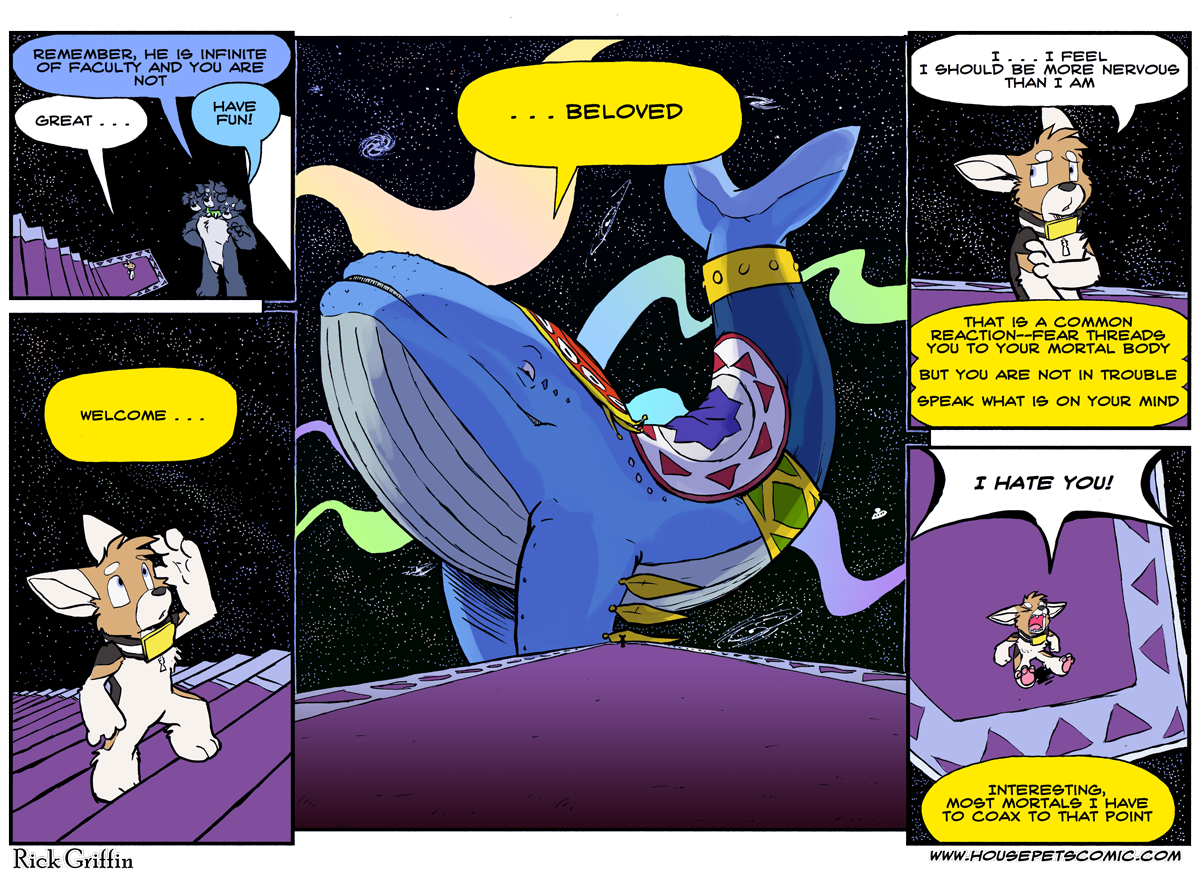 REMEMBER, HE IS INFINITE
OF FACULTY AND YOU ARE
NOT
HAVE
FUN!
GREAT . . .
WELCOME . . .
. . . BELOVED
I . . . I FEEL
I SHOULD BE MORE NERVOUS
THAN I AM
THAT IS A COMMON
REACTION--FEAR THREADS
YOU TO YOUR MORTAL BODY
BUT YOU ARE NOT IN TROUBLE
SPEAK WHAT IS ON YOUR MIND
I HATE YOU!
INTERESTING,
MOST MORTALS I HAVE
TO COAX TO THAT POINT
Rick Griffin
WWW.HOUSEPETSCOMIC.COM